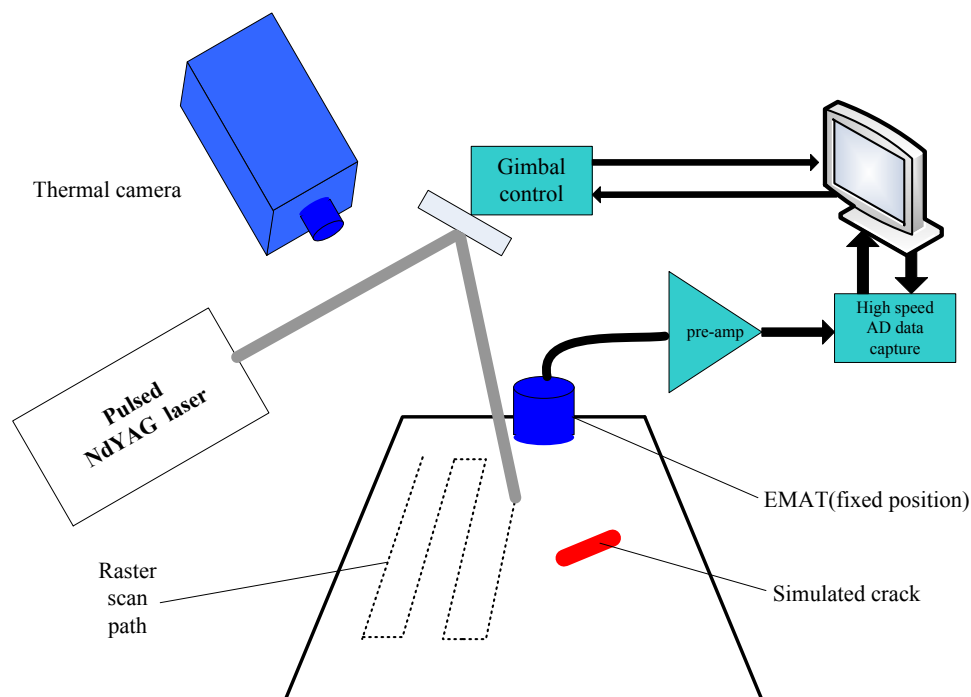 Thermal camera
Gimbal
control
High speed
AD data
capture
pre-amp
Pulsed
NdYAG laser
EMAT(fixed position)
Raster
scan
path
Simulated crack